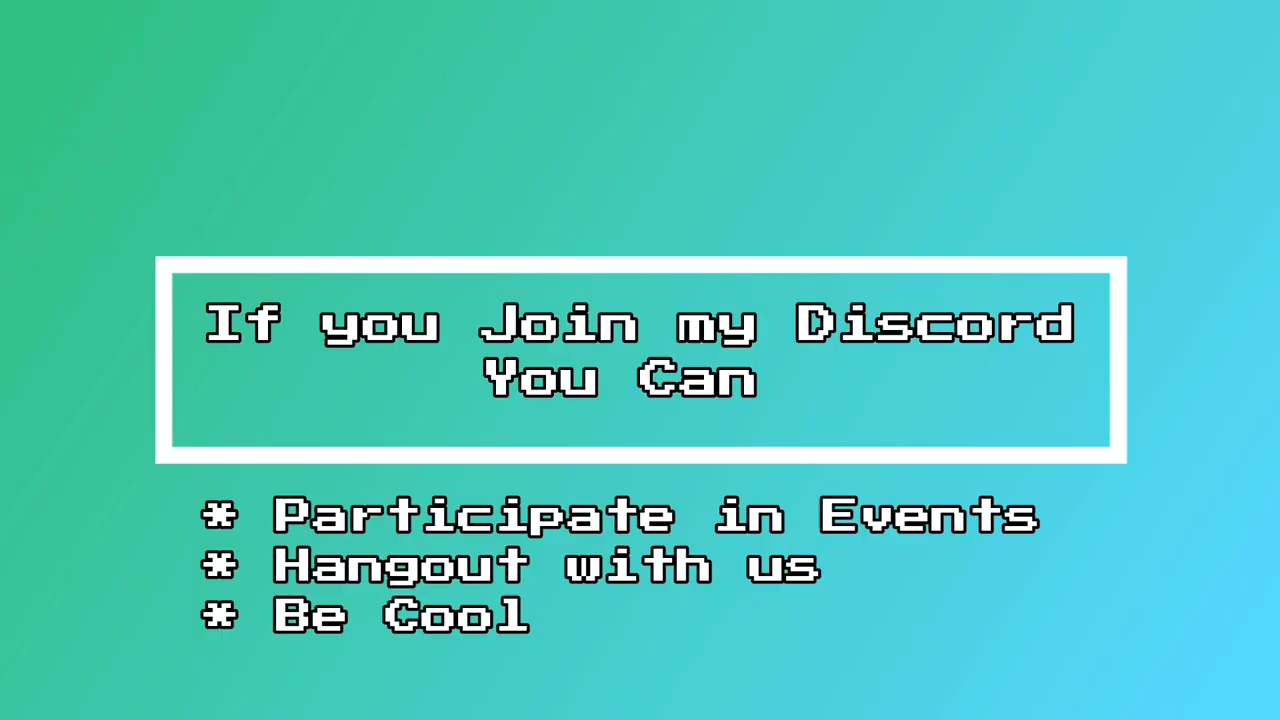 If you Join my Discord
You Can
* Participate in Events
* Hangout with us
* Be Cool